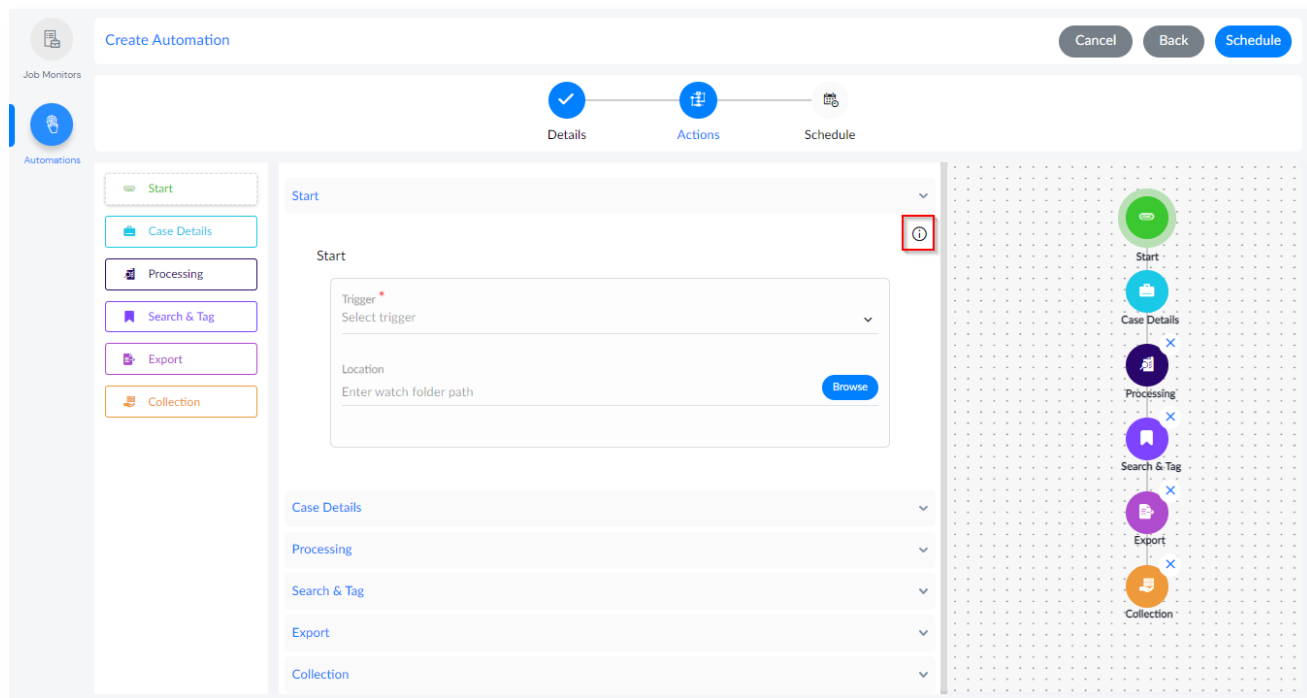 Job Monitors
Automations
Create Automation
Cancel
Back
Schedule
Details
Actions
Schedule
Start
Case Details
Processing
Search & Tag
Export
Collection
Start
Start
Trigger *
Select trigger
Location
Enter watch folder path
Browse
Case Details
Processing
Search & Tag
Export
Collection
Start
Case Details
Processing
Search & Tag
Export
Collection